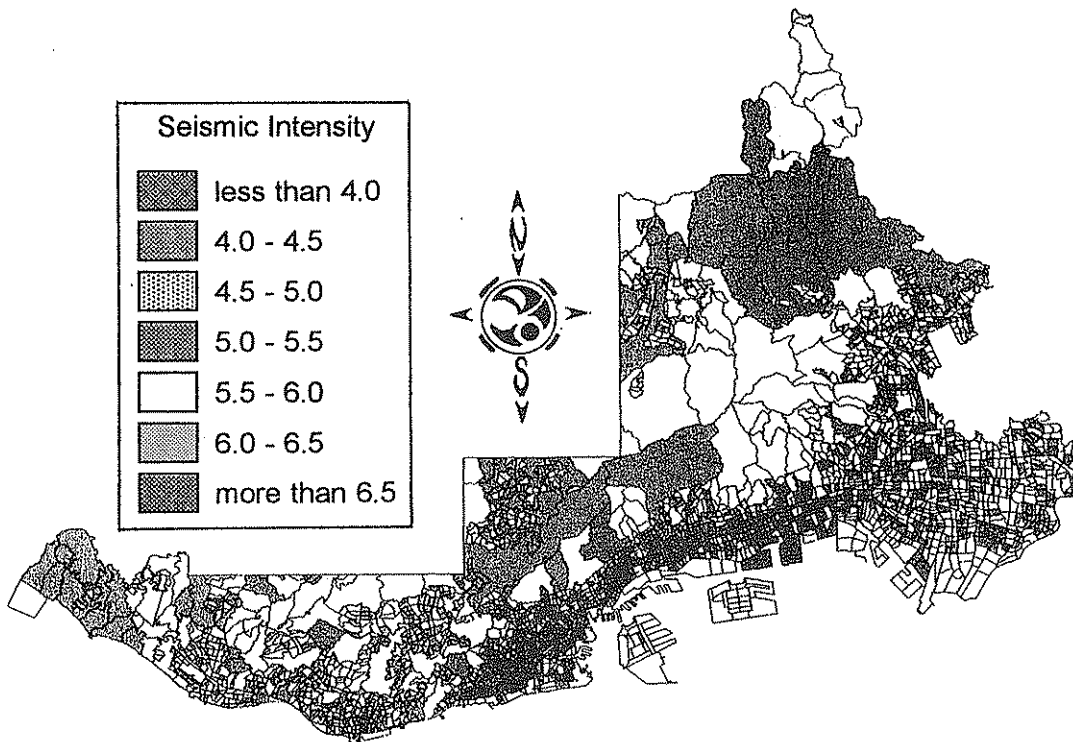 Seismic Intensity
less than 4.0
4.0 - 4.5
4.5 - 5.0
5.0 - 5.5
5.5 - 6.0
6.0 - 6.5
more than 6.5
N
S